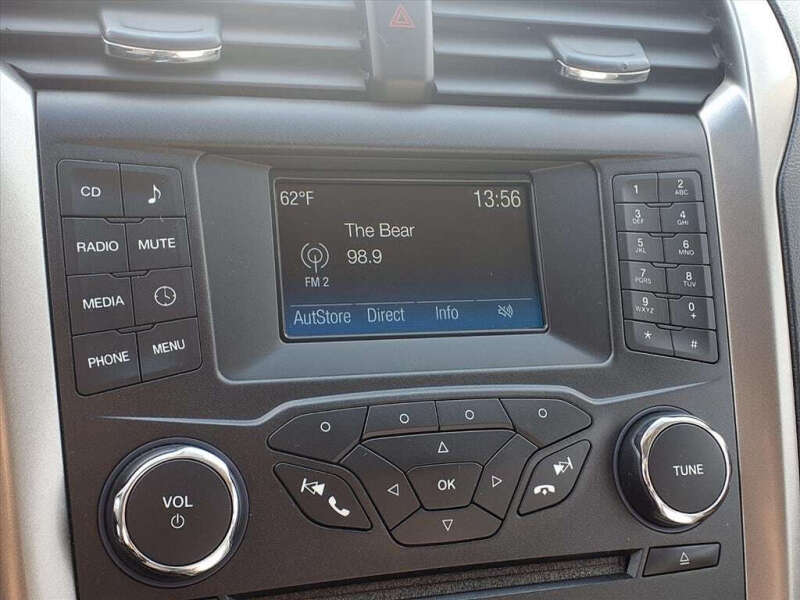 62°F 13:56
The Bear
98.9
FM 2
AutStore Direct Info
CD
RADIO MUTE
MEDIA
PHONE MENU
1 2 ABC
3 DEF 4 GHI
5 JKL 6 MNO
7 PQRS 8 TUV
9 WXYZ 0 +
* #
VOL
OK
TUNE